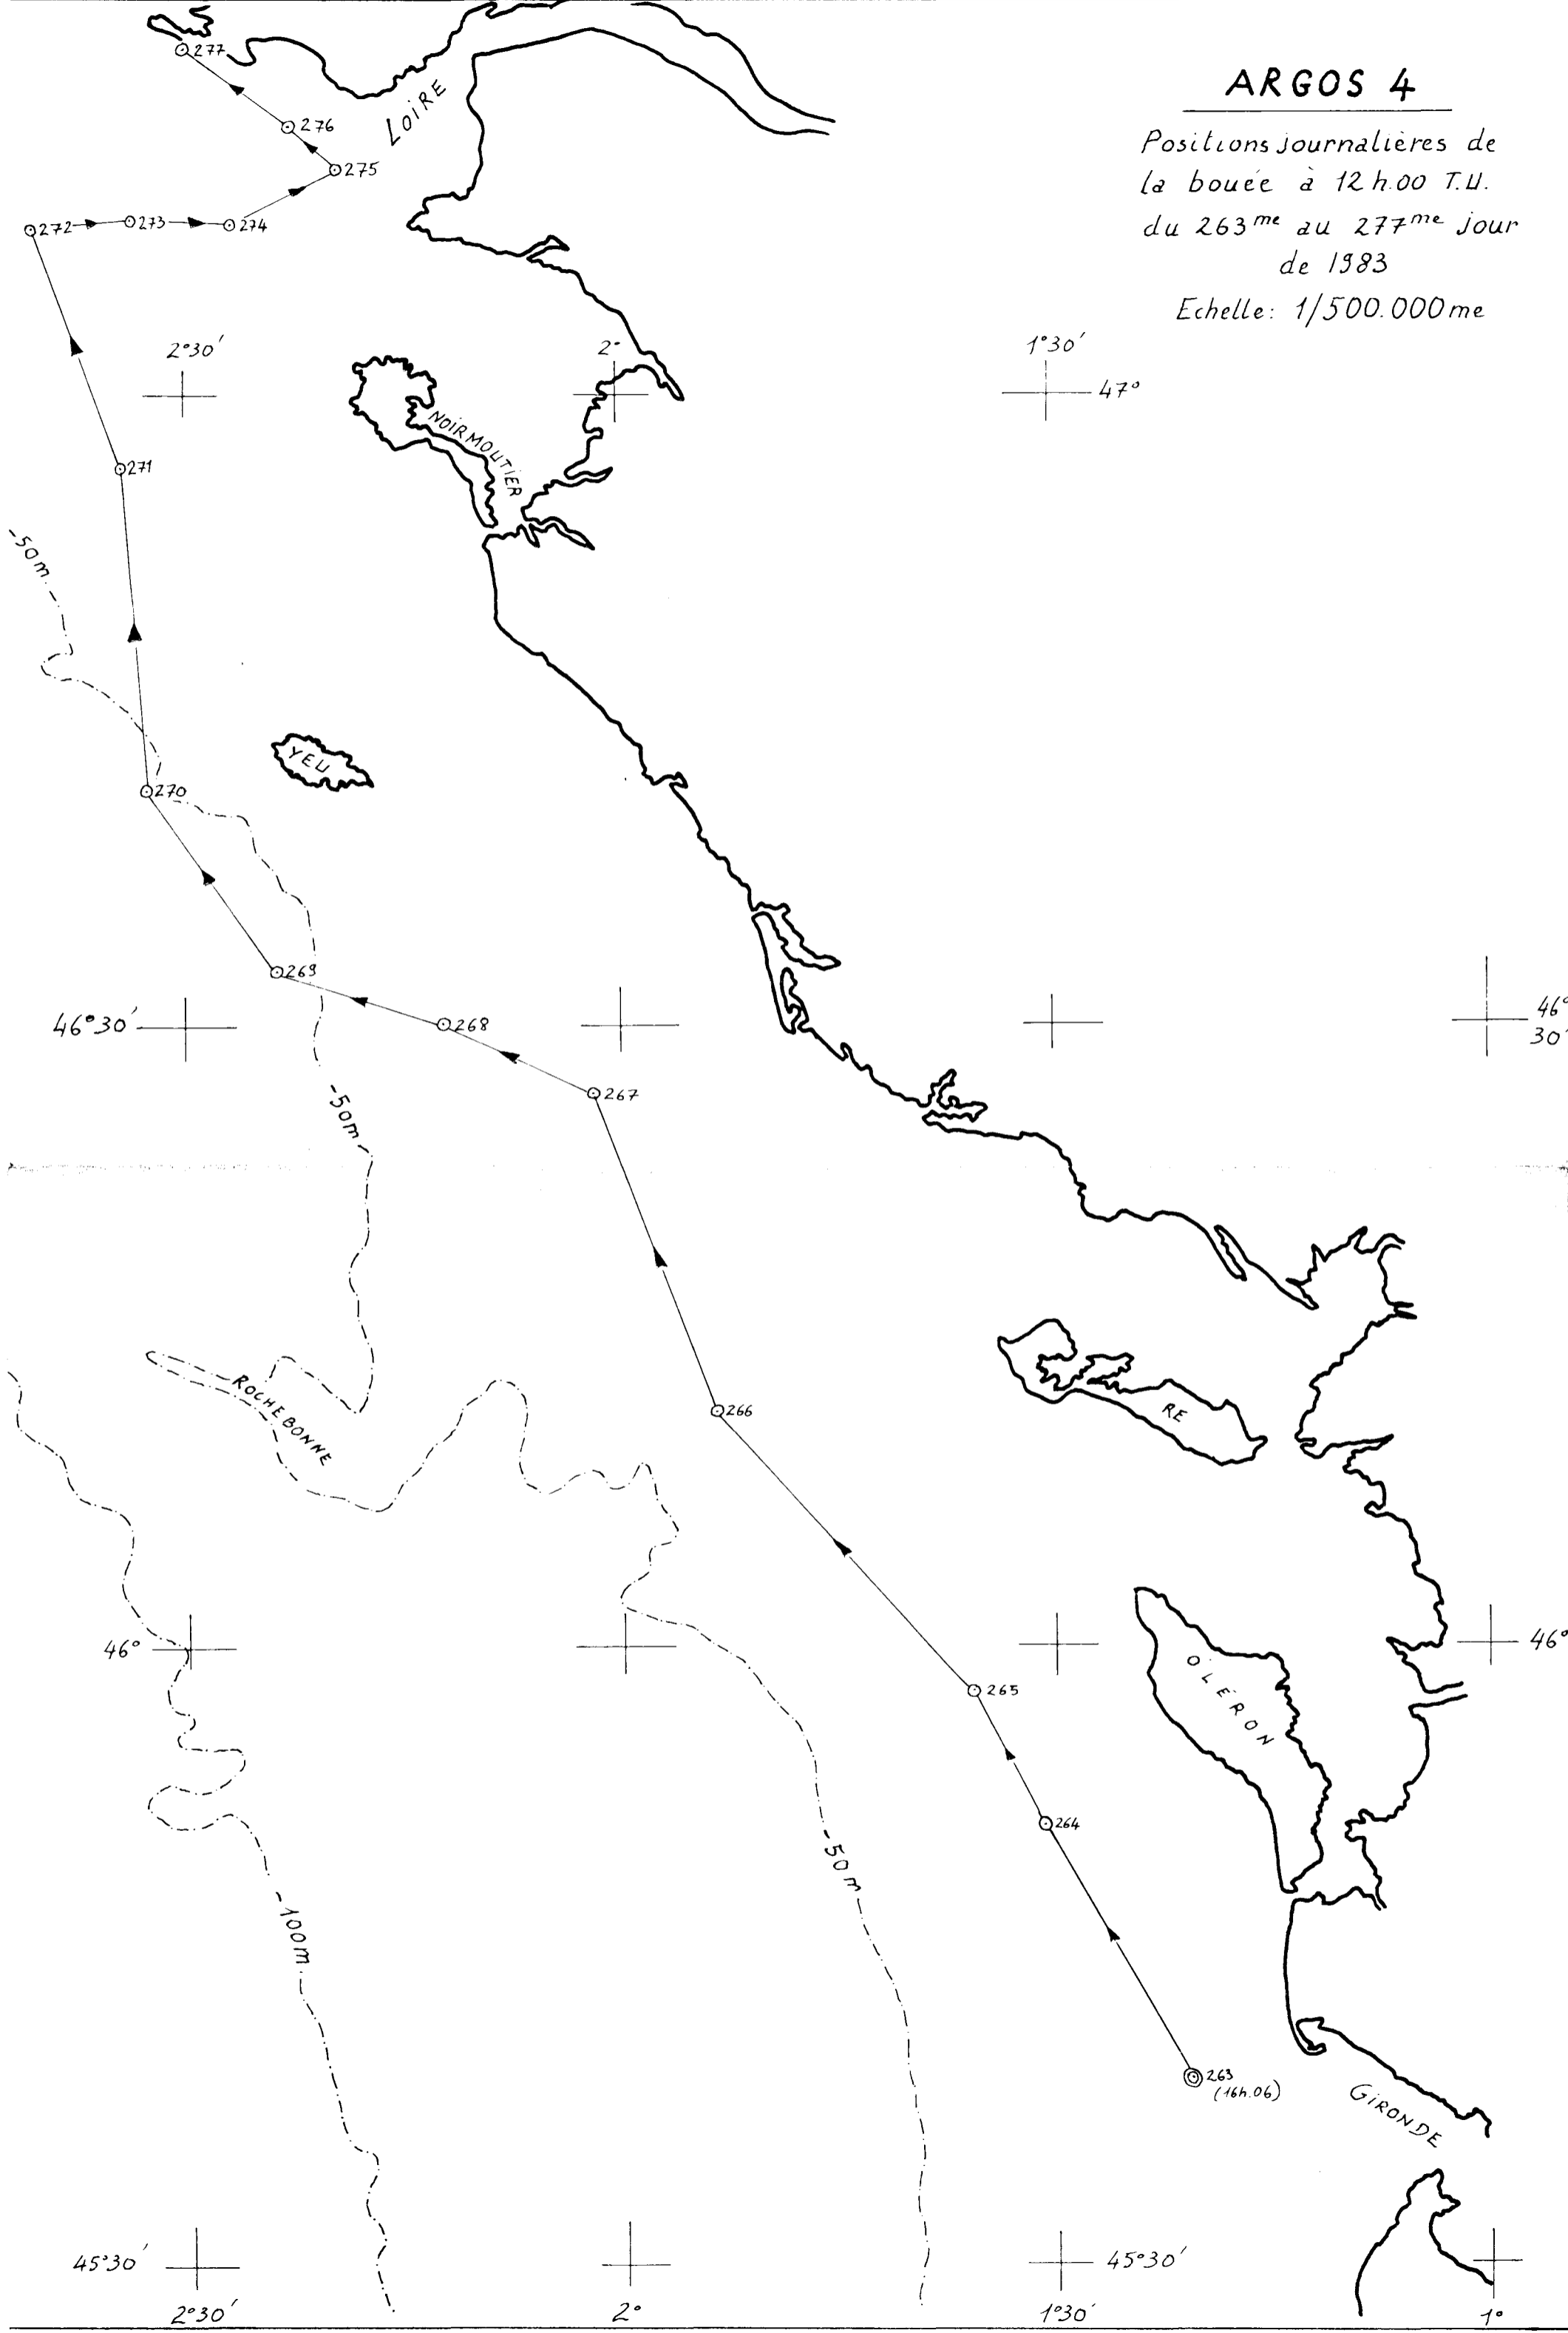 ARGOS 4
Positions journalières de
la bouée à 12 h.00 T.U.
du 263me au 277me jour
de 1983
Echelle: 1/500.000me
277
276
LOIRE
275
272
273
274
2°30'
2°
1°30'
47°
NOIRMOUTIER
271
-50m
YEU
270
269
46°30'
268
46°
30'
267
-50m
ROCHEBONNE
266
RE
46°
46°
265
OLÉRON
264
-50m
-100m
263
(16h.06)
GIRONDE
45°30'
45°30'
2°30'
2°
1°30'
1°